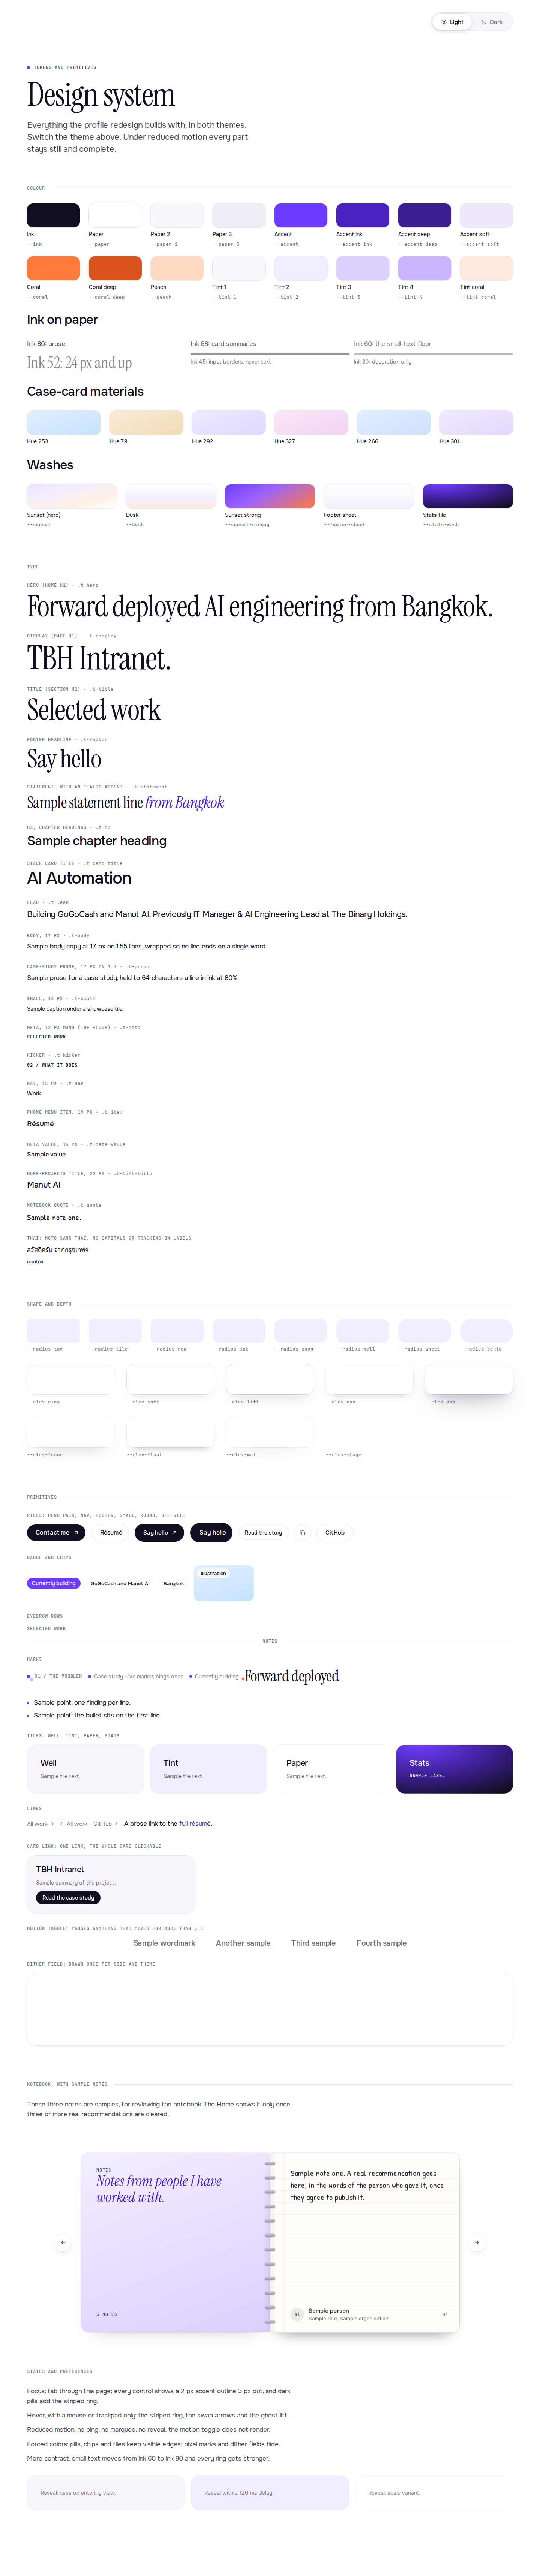 Light Dark
TOKENS AND PRIMITIVES
Design system
Everything the profile redesign builds with, in both themes.
Switch the theme above. Under reduced motion every part
stays still and complete.
COLOUR
Ink Paper Paper 2 Paper 3 Accent Accent ink Accent deep Accent soft
--ink --paper --paper-2 --paper-3 --accent --accent-ink --accent-deep --accent-soft
Coral Coral deep Peach Tint 1 Tint 2 Tint 3 Tint 4 Tint coral
--coral --coral-deep --peach --tint-1 --tint-2 --tint-3 --tint-4 --tint-coral
Ink on paper
Ink 80: prose Ink 68: card summaries Ink 60: the small-text floor
Ink 52: 24 px and up Ink 45: input borders, never text Ink 30: decoration only
Case-card materials
Hue 253 Hue 79 Hue 292 Hue 327 Hue 266 Hue 301
Washes
Sunset (hero) Dusk Sunset strong Footer sheet Stats tile
--sunset --dusk --sunset-strong --footer-sheet --stats-wash
TYPE
HERO (HOME H1) · .t-hero
Forward deployed AI engineering from Bangkok.
DISPLAY (PAGE H1) · .t-display
TBH Intranet.
TITLE (SECTION H2) · .t-title
Selected work
FOOTER HEADLINE · .t-footer
Say hello
STATEMENT, WITH AN ITALIC ACCENT · .t-statement
Sample statement line from Bangkok
H3, CHAPTER HEADINGS · .t-h3
Sample chapter heading
STACK CARD TITLE · .t-card-title
AI Automation
LEAD · .t-lead
Building GoGoCash and Manut AI. Previously IT Manager & AI Engineering Lead at The Binary Holdings.
BODY, 17 PX · .t-body
Sample body copy at 17 px on 1.55 lines, wrapped so no line ends on a single word.
CASE-STUDY PROSE, 17 PX ON 1.7 · .t-prose
Sample prose for a case study, held to 64 characters a line in ink at 80%.
SMALL, 14 PX · .t-small
Sample caption under a showcase tile.
META, 12 PX MONO (THE FLOOR) · .t-meta
SELECTED WORK
KICKER · .t-kicker
02 / WHAT IT DOES
NAV, 15 PX · .t-nav
Work
PHONE MENU ITEM, 19 PX · .t-item
Résumé
META VALUE, 16 PX · .t-meta-value
Sample value
MORE-PROJECTS TITLE, 22 PX · .t-lift-title
Manut AI
NOTEBOOK QUOTE · .t-quote
Sample note one.
THAI: NOTO SANS THAI, NO CAPITALS OR TRACKING ON LABELS
สวัสดีครับ จากกรุงเทพฯ
ภาษาไทย
SHAPE AND DEPTH
--radius-tag --radius-tile --radius-row --radius-mat --radius-snug --radius-well --radius-sheet --radius-bento
--elev-ring --elev-soft --elev-lift --elev-nav --elev-pop
--elev-frame --elev-float --elev-mat --elev-stage
PRIMITIVES
PILLS: HERO PAIR, NAV, FOOTER, SMALL, ROUND, OFF-SITE
Contact me Résumé Say hello Say hello Read the story GitHub
BADGE AND CHIPS
Currently building GoGoCash and Manut AI Bangkok Illustration
EYEBROW ROWS
SELECTED WORK
NOTES
MARKS
01 / THE PROBLEM Case study · live marker, pings once Currently building Forward deployed
Sample point: one finding per line.
Sample point: the bullet sits on the first line.
TILES: WELL, TINT, PAPER, STATS
Well Tint Paper Stats
Sample tile text. Sample tile text. Sample tile text. SAMPLE LABEL
LINKS
All work → ← All work GitHub ↗ A prose link to the full résumé.
CARD LINK: ONE LINK, THE WHOLE CARD CLICKABLE
TBH Intranet
Sample summary of the project.
Read the case study
MOTION TOGGLE: PAUSES ANYTHING THAT MOVES FOR MORE THAN 5 S
Sample wordmark Another sample Third sample Fourth sample
DITHER FIELD: DRAWN ONCE PER SIZE AND THEME
NOTEBOOK, WITH SAMPLE NOTES
These three notes are samples, for reviewing the notebook. The Home shows it only once
three or more real recommendations are cleared.
NOTES
Notes from people I have
worked with.
3 NOTES
Sample note one. A real recommendation goes
here, in the words of the person who gave it, once
they agree to publish it.
S1 Sample person
Sample role, Sample organisation 01
STATES AND PREFERENCES
Focus: tab through this page; every control shows a 2 px accent outline 3 px out, and dark
pills add the striped ring.
Hover, with a mouse or trackpad only: the striped ring, the swap arrows and the ghost lift.
Reduced motion: no ping, no marquee, no reveal; the motion toggle does not render.
Forced colors: pills, chips and tiles keep visible edges; pixel marks and dither fields hide.
More contrast: small text moves from ink 60 to ink 80 and every ring gets stronger.
Reveal: rises on entering view. Reveal with a 120 ms delay. Reveal, scale variant.